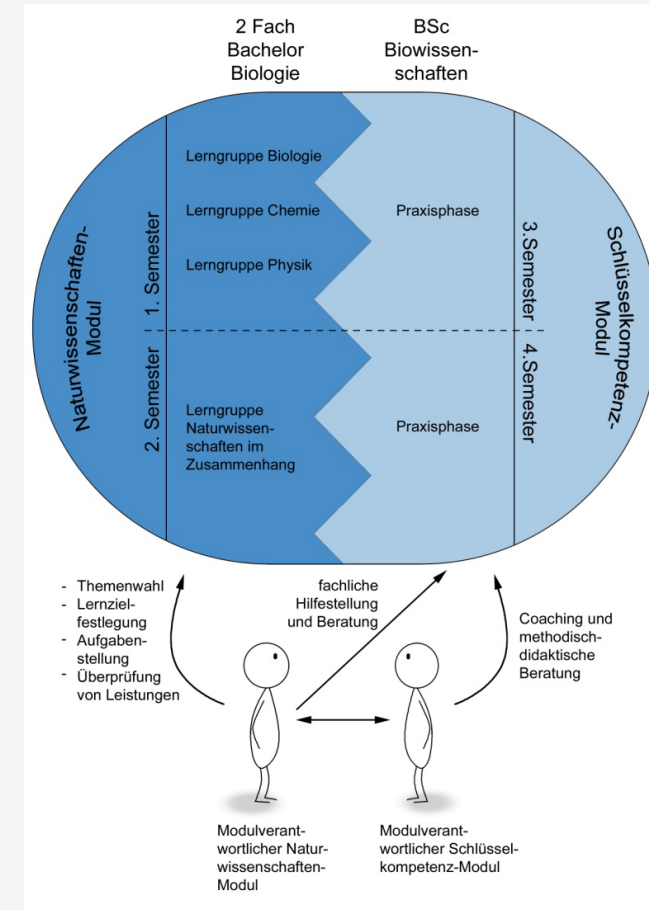 2 Fach
Bachelor
Biologie
BSc
Biowissen-
schaften
Naturwissenschaften-
Modul
1. Semester
2. Semester
Lerngruppe Biologie
Lerngruppe Chemie
Lerngruppe Physik
Lerngruppe
Naturwissen-
schaften im
Zusammenhang
Praxisphase
Praxisphase
3.Semester
4.Semester
Schlüsselkompetenz-
Modul
- Themenwahl
- Lernziel-
festlegung
- Aufgaben-
stellung
- Überprüfung
von Leistungen
fachliche
Hilfestellung
und Beratung
Coaching und
methodisch-
didaktische
Beratung
Modulverant-
wortlicher Natur-
wissenschaften-
Modul
Modulverant-
wortlicher Schlüssel-
kompetenz-Modul